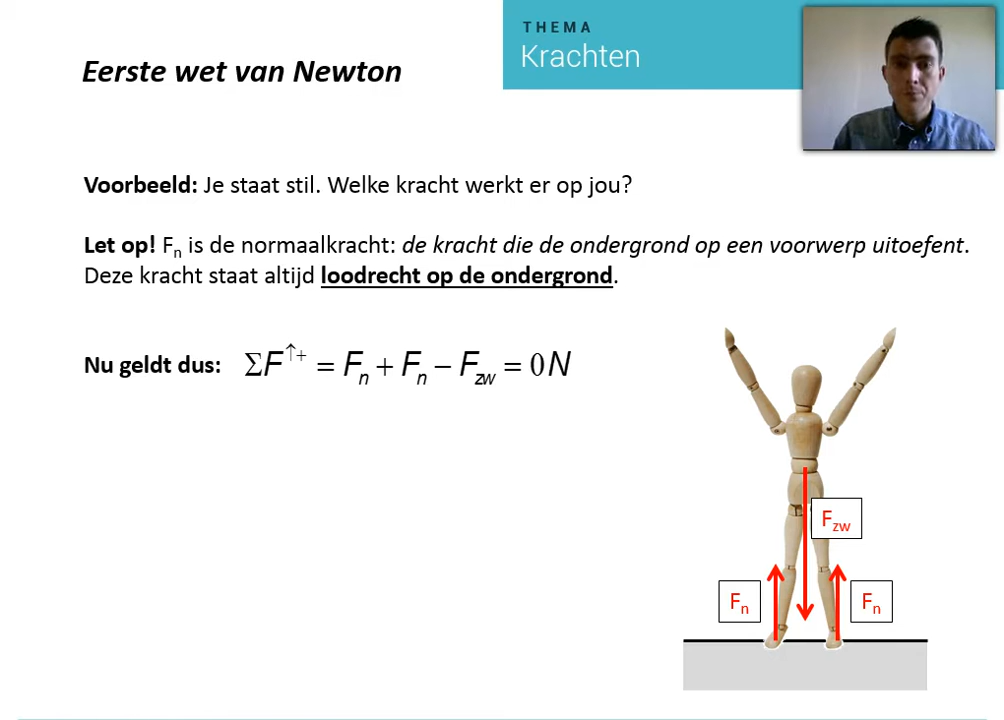 THEMA
Krachten
Eerste wet van Newton
Voorbeeld: Je staat stil. Welke kracht werkt er op jou?
Let op! Fn is de normaalkracht: de kracht die de ondergrond op een voorwerp uitoefent.
Deze kracht staat altijd loodrecht op de ondergrond.
Nu geldt dus: ΣF↑+ = Fn + Fn − Fzw = 0 N
Fzw
Fn
Fn